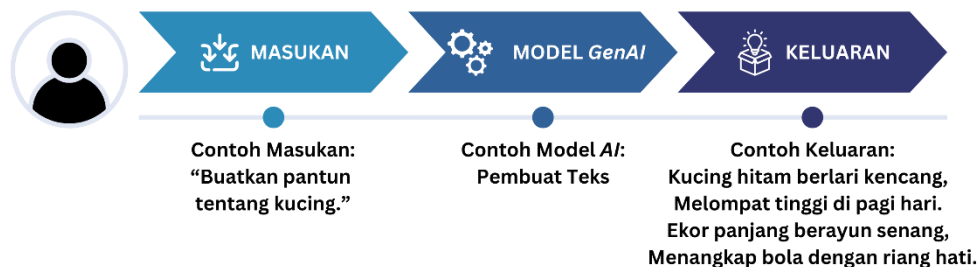 MASUKAN
MODEL GenAI
KELUARAN
Contoh Masukan:
“Buatkan pantun
tentang kucing.”
Contoh Model AI:
Pembuat Teks
Contoh Keluaran:
Kucing hitam berlari kencang,
Melompat tinggi di pagi hari.
Ekor panjang berayun senang,
Menangkap bola dengan riang hati.